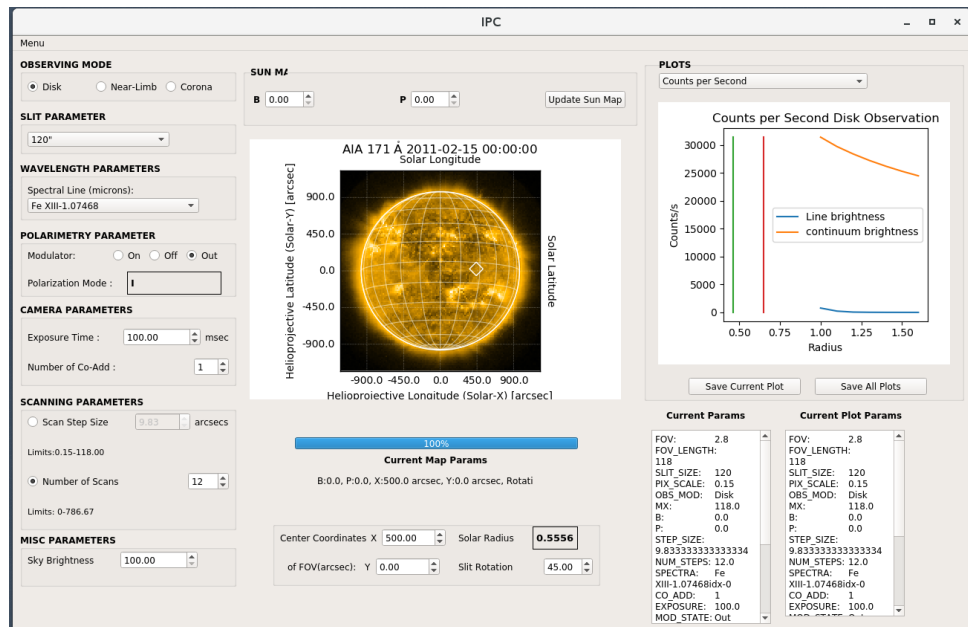 IPC
Menu
OBSERVING MODE
Disk Near-Limb Corona
SLIT PARAMETER
120"
WAVELENGTH PARAMETERS
Spectral Line (microns):
Fe XIII-1.07468
POLARIMETRY PARAMETER
Modulator: On Off Out
Polarization Mode : I
CAMERA PARAMETERS
Exposure Time : 100.00 msec
Number of Co-Add : 1
SCANNING PARAMETERS
Scan Step Size 9.83 arcsecs
Limits:0.15-118.00
Number of Scans 12
Limits: 0-786.67
MISC PARAMETERS
Sky Brightness 100.00
SUN MA
B 0.00 P 0.00 Update Sun Map
AIA 171 Å 2011-02-15 00:00:00
Solar Longitude
Helioprojective Latitude (Solar-Y) [arcsec]
900.0
450.0
0.0
-450.0
-900.0
Solar Latitude
-900.0 -450.0 0.0 450.0 900.0
Helioprojective Longitude (Solar-X) [arcsec]
100%
Current Map Params
B:0.0, P:0.0, X:500.0 arcsec, Y:0.0 arcsec, Rotati
Center Coordinates X 500.00 Solar Radius 0.5556
of FOV(arcsec): Y 0.00 Slit Rotation 45.00
PLOTS
Counts per Second
Counts per Second Disk Observation
Counts/s
30000
25000
20000
15000
10000
5000
0
Line brightness
continuum brightness
0.50 0.75 1.00 1.25 1.50
Radius
Save Current Plot Save All Plots
Current Params
FOV: 2.8
FOV_LENGTH:
118
SLIT_SIZE: 120
PIX_SCALE: 0.15
OBS_MOD: Disk
MX: 118.0
B: 0.0
P: 0.0
STEP_SIZE:
9.833333333333334
NUM_STEPS: 12.0
SPECTRA: Fe
XIII-1.07468idx-0
CO_ADD: 1
EXPOSURE: 100.0
MOD_STATE: Out
Current Plot Params
FOV: 2.8
FOV_LENGTH:
118
SLIT_SIZE: 120
PIX_SCALE: 0.15
OBS_MOD: Disk
MX: 118.0
B: 0.0
P: 0.0
STEP_SIZE:
9.833333333333334
NUM_STEPS: 12.0
SPECTRA: Fe
XIII-1.07468idx-0
CO_ADD: 1
EXPOSURE: 100.0
MOD_STATE: Out